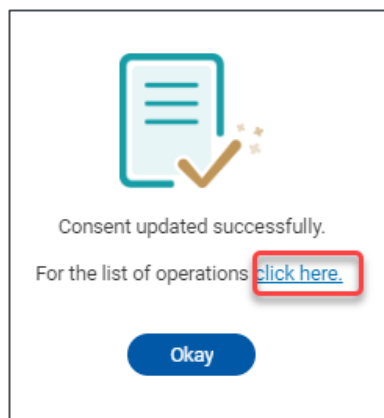 Consent updated successfully.
For the list of operations click here.
Okay